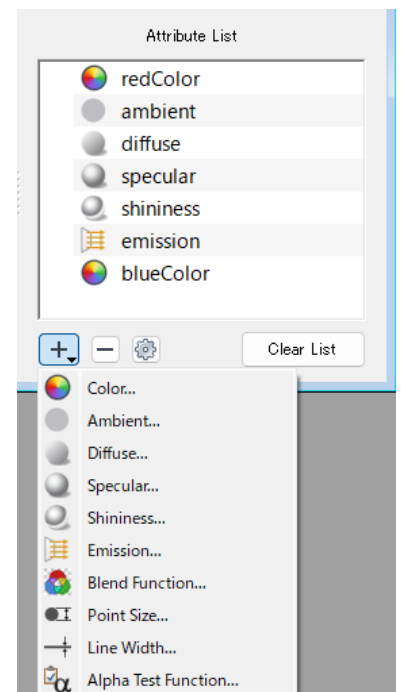 Attribute List
redColor
ambient
diffuse
specular
shininess
emission
blueColor
Clear List
Color...
Ambient...
Diffuse...
Specular...
Shininess...
Emission...
Blend Function...
Point Size...
Line Width...
Alpha Test Function...